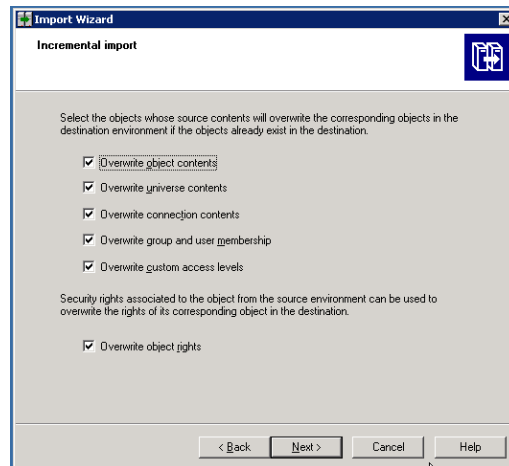 Import Wizard
Incremental import
Select the objects whose source contents will overwrite the corresponding objects in the
destination environment if the objects already exist in the destination.
Overwrite object contents
Overwrite universe contents
Overwrite connection contents
Overwrite group and user membership
Overwrite custom access levels
Security rights associated to the object from the source environment can be used to
overwrite the rights of its corresponding object in the destination.
Overwrite object rights
< Back
Next >
Cancel
Help